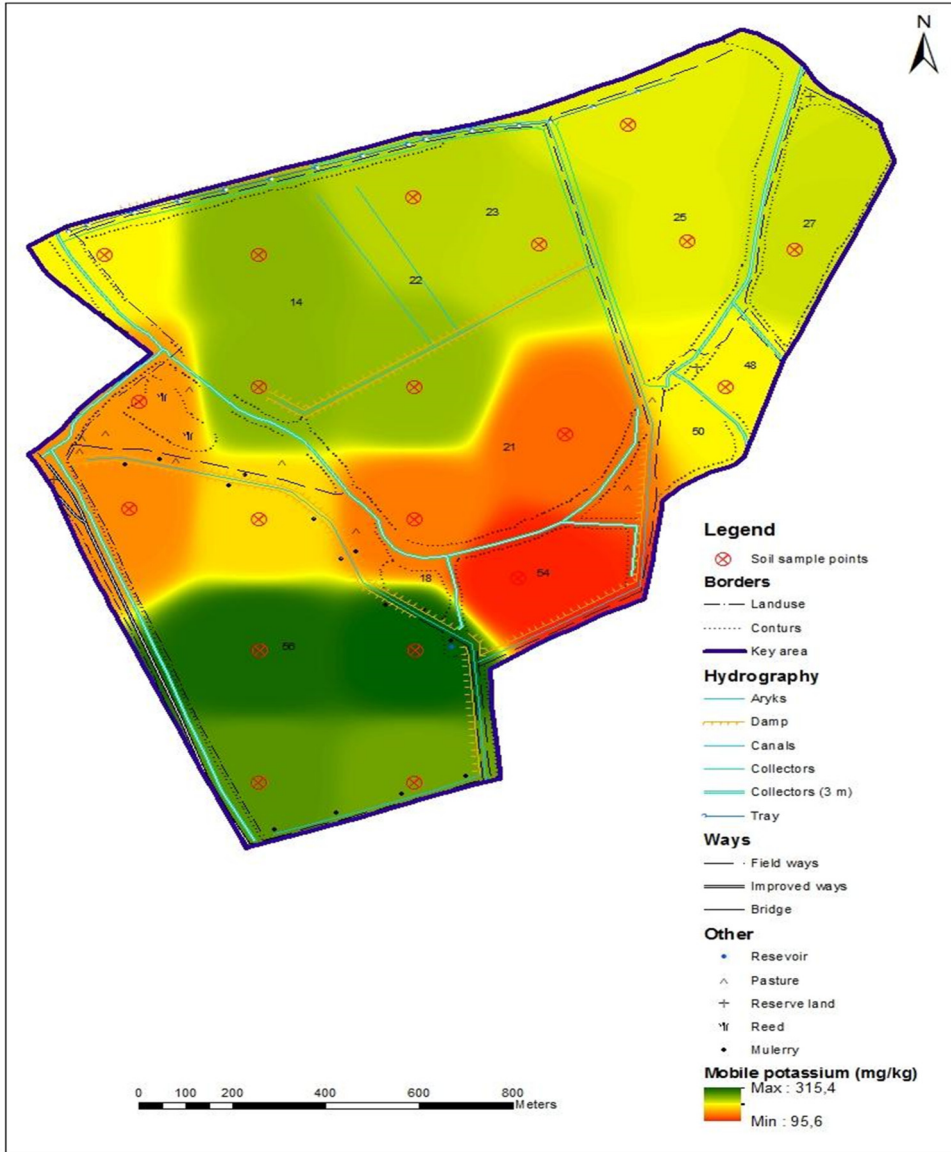 N
23
25
27
22
14
48
50
21
18
54
56
Legend
Soil sample points
Borders
Landuse
Conturs
Key area
Hydrography
Aryks
Damp
Canals
Collectors
Collectors (3 m)
Tray
Ways
Field ways
Improved ways
Bridge
Other
Resevoir
Pasture
Reserve land
Reed
Mulerry
Mobile potassium (mg/kg)
Max : 315,4
Min : 95,6
0 100 200 400 600 800
Meters